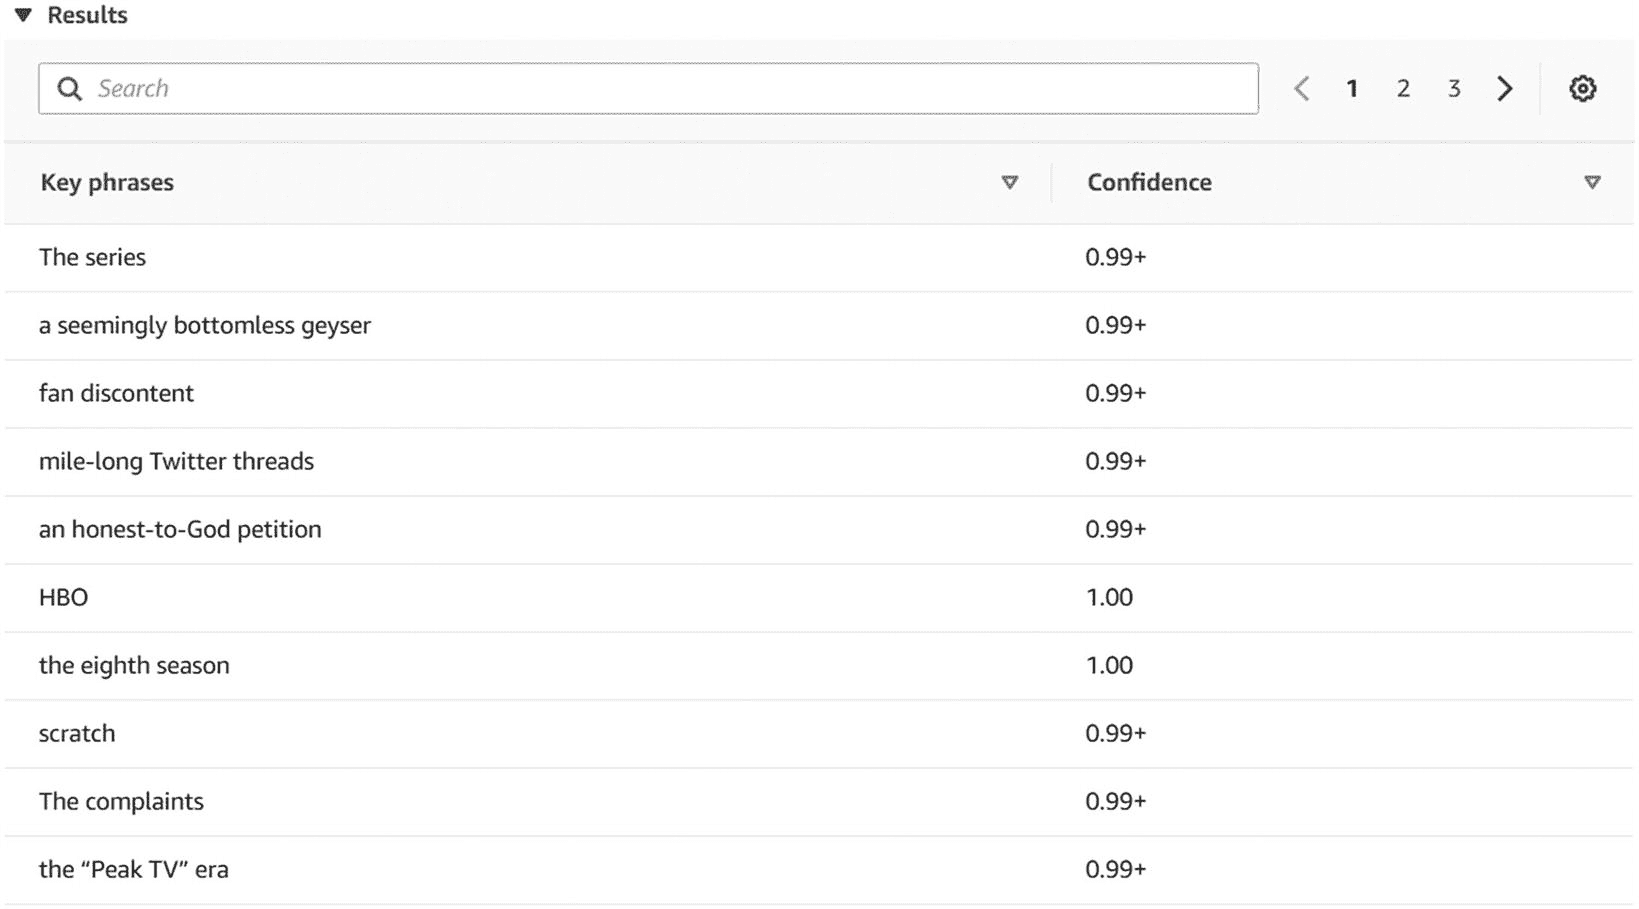 Results
Search 1 2 3
Key phrases Confidence
The series 0.99+
a seemingly bottomless geyser 0.99+
fan discontent 0.99+
mile-long Twitter threads 0.99+
an honest-to-God petition 0.99+
HBO 1.00
the eighth season 1.00
scratch 0.99+
The complaints 0.99+
the “Peak TV” era 0.99+